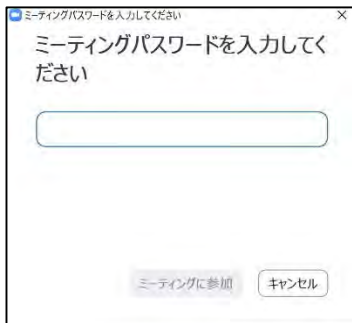 ミーティングパスワードを入力してください
ミーティングパスワードを入力してく
ださい
ミーティングに参加
キャンセル